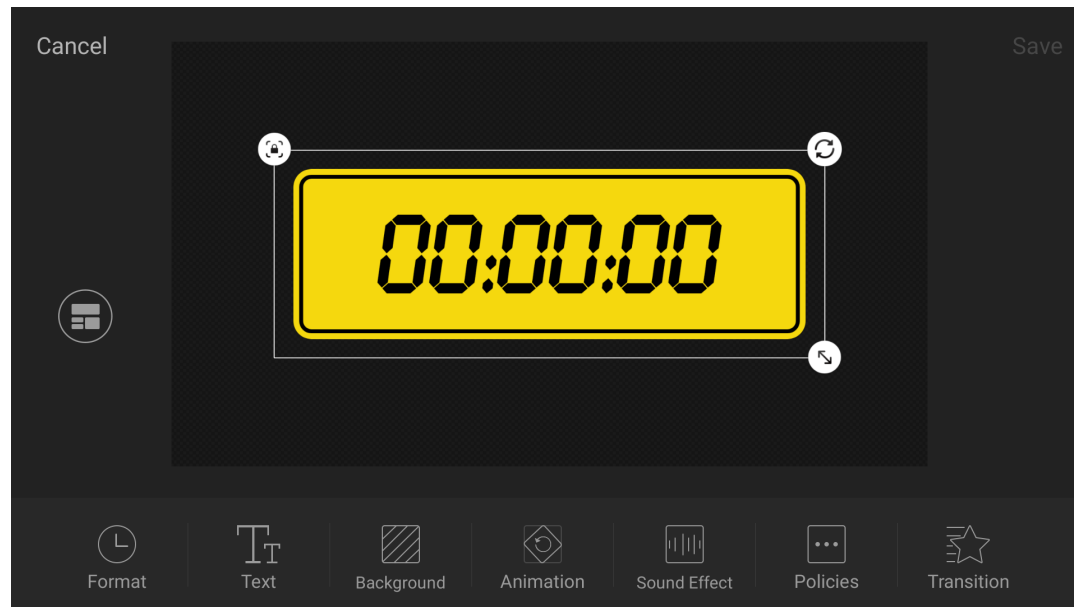 Cancel
Save
00:00:00
Format
Text
Background
Animation
Sound Effect
Policies
Transition